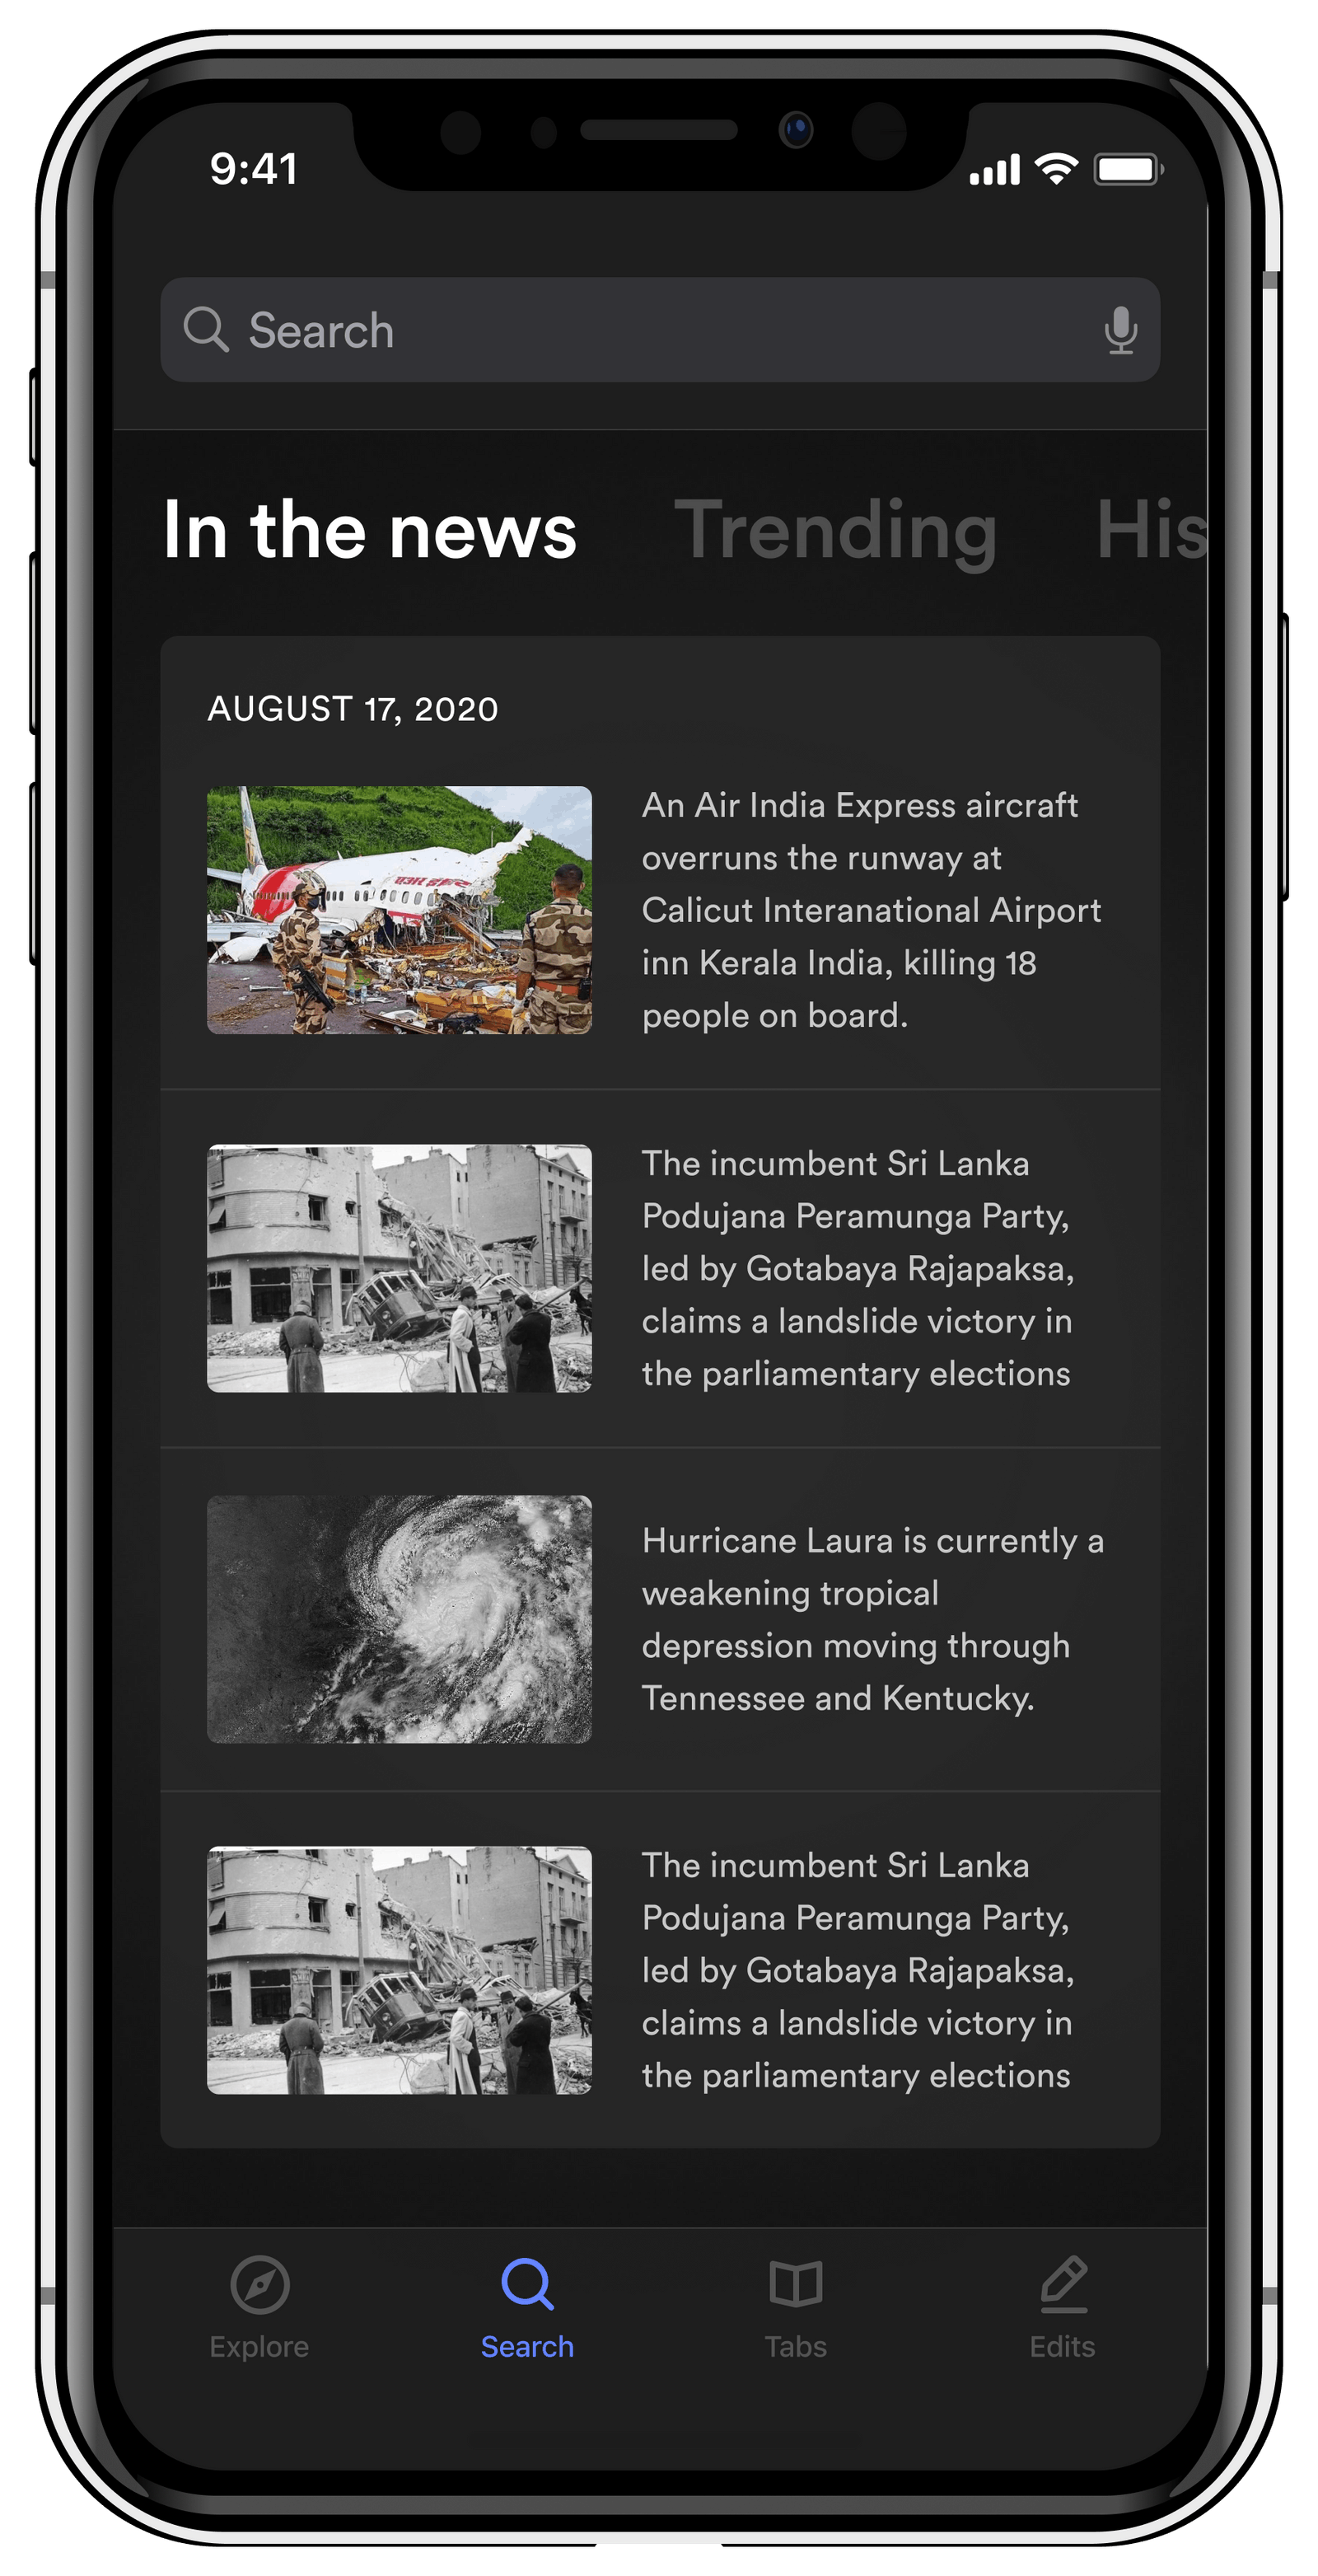 9:41
Search
In the news Trending His
AUGUST 17, 2020
An Air India Express aircraft
overruns the runway at
Calicut Interanational Airport
inn Kerala India, killing 18
people on board.
The incumbent Sri Lanka
Podujana Peramunga Party,
led by Gotabaya Rajapaksa,
claims a landslide victory in
the parliamentary elections
Hurricane Laura is currently a
weakening tropical
depression moving through
Tennessee and Kentucky.
The incumbent Sri Lanka
Podujana Peramunga Party,
led by Gotabaya Rajapaksa,
claims a landslide victory in
the parliamentary elections
Explore Search Tabs Edits